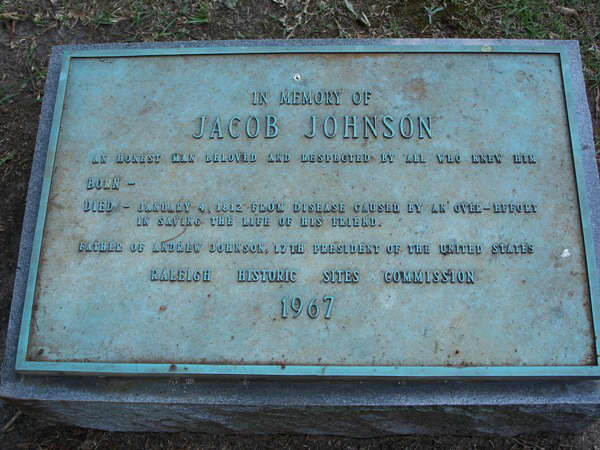 IN MEMORY OF
JACOB JOHNSON
AN HONEST MAN BELOVED AND RESPECTED BY ALL WHO KNEW HIM
BORN -
DIED - JANUARY 4, 1812 FROM DISEASE CAUSED BY AN OVER-EFFORT
IN SAVING THE LIFE OF HIS FRIEND.
FATHER OF ANDREW JOHNSON, 17TH PRESIDENT OF THE UNITED STATES
RALEIGH HISTORIC SITES COMMISSION
1967